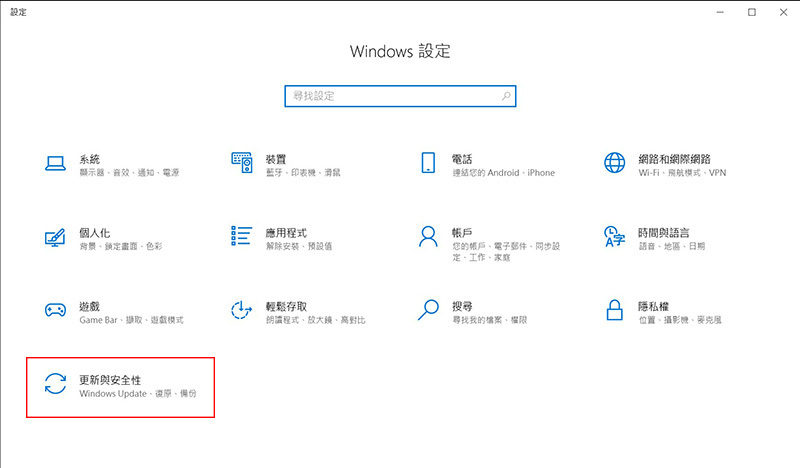 設定
Windows 設定
尋找設定
系統
顯示器、音效、通知、電源
裝置
藍牙、印表機、滑鼠
電話
連結您的 Android、iPhone
網路和網際網路
Wi-Fi、飛航模式、VPN
個人化
背景、鎖定畫面、色彩
應用程式
解除安裝、預設值
帳戶
您的帳戶、電子郵件、同步設
定、工作、家庭
時間與語言
語音、地區、日期
遊戲
Game Bar、擷取、遊戲模式
輕鬆存取
朗讀程式、放大鏡、高對比
搜尋
尋找我的檔案、權限
隱私權
位置、攝影機、麥克風
更新與安全性
Windows Update、復原、備份